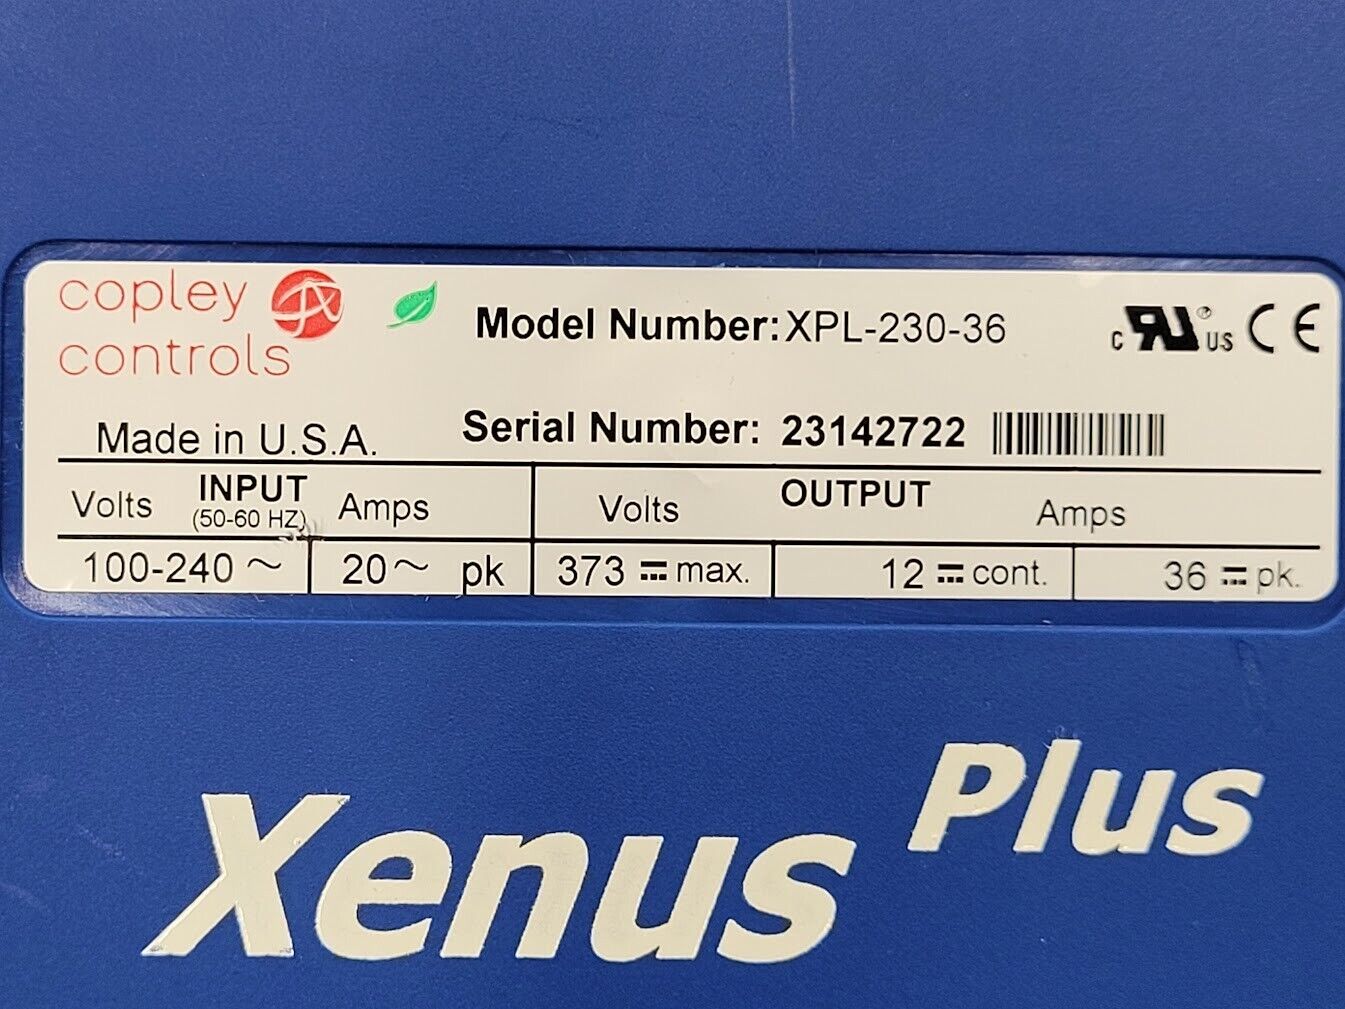 copley
controls
Model Number: XPL-230-36
c RU ® US CE
Made in U.S.A.
Serial Number: 23142722
INPUT
Volts (50-60 HZ) Amps
OUTPUT
Volts Amps
100-240 ~ 20 ~ pk 373 ⎓ max. 12 ⎓ cont. 36 ⎓ pk.
Xenus Plus